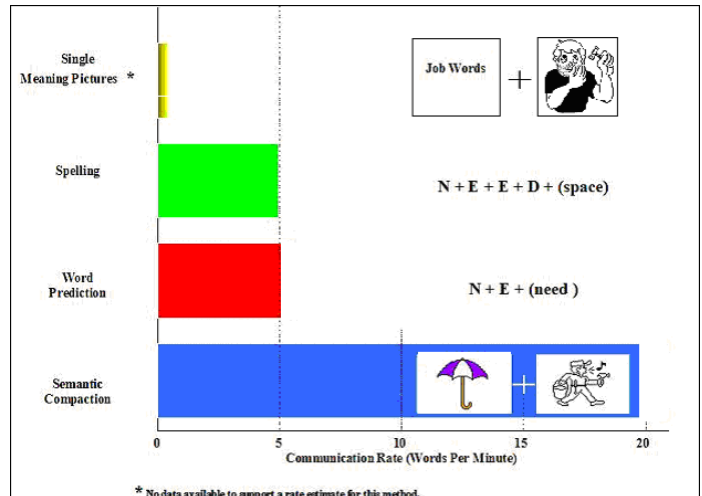 Single
Meaning Pictures *
Job Words
+
Spelling
N + E + E + D + (space)
Word
Prediction
N + E + (need )
Semantic
Compaction
+
0 5 10 15 20
Communication Rate (Words Per Minute)
* No data available to support a rate estimate for this method.